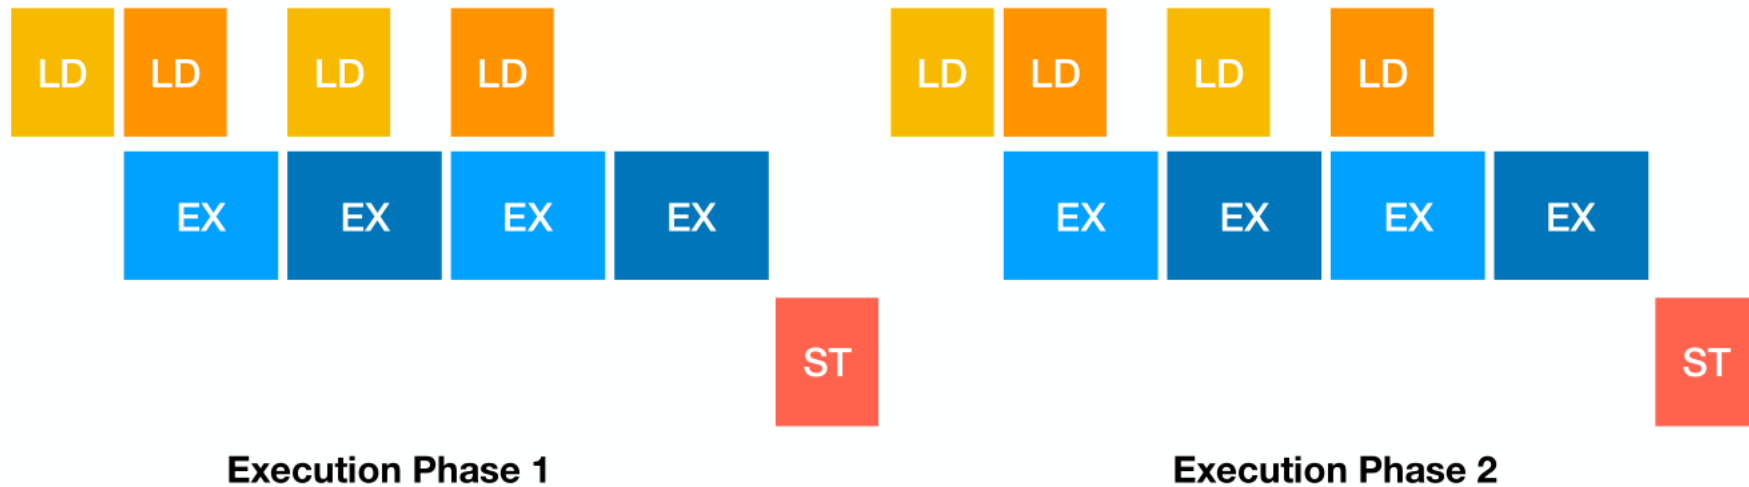 LD LD LD LD LD LD LD LD
EX EX EX EX EX EX EX EX
ST ST
Execution Phase 1 Execution Phase 2